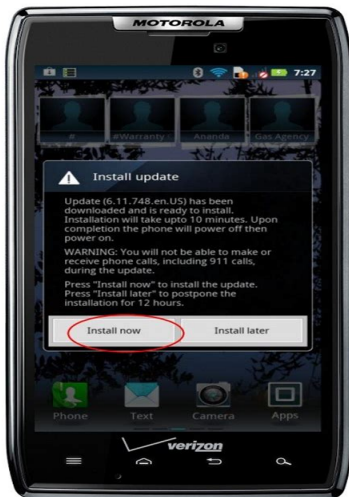 MOTOROLA
7:27
#
#Warranty
Ananda
Gas Agency
Install update
Update (6.11.748.en.US) has been
downloaded and is ready to install.
Installation will take upto 10 minutes. Upon
completion the phone will power off then
power on.
WARNING: You will not be able to make or
receive phone calls, including 911 calls,
during the update.
Press "Install now" to install the update.
Press "Install later" to postpone the
installation for 12 hours.
Install now
Install later
Phone
Text
Camera
Apps
verizon